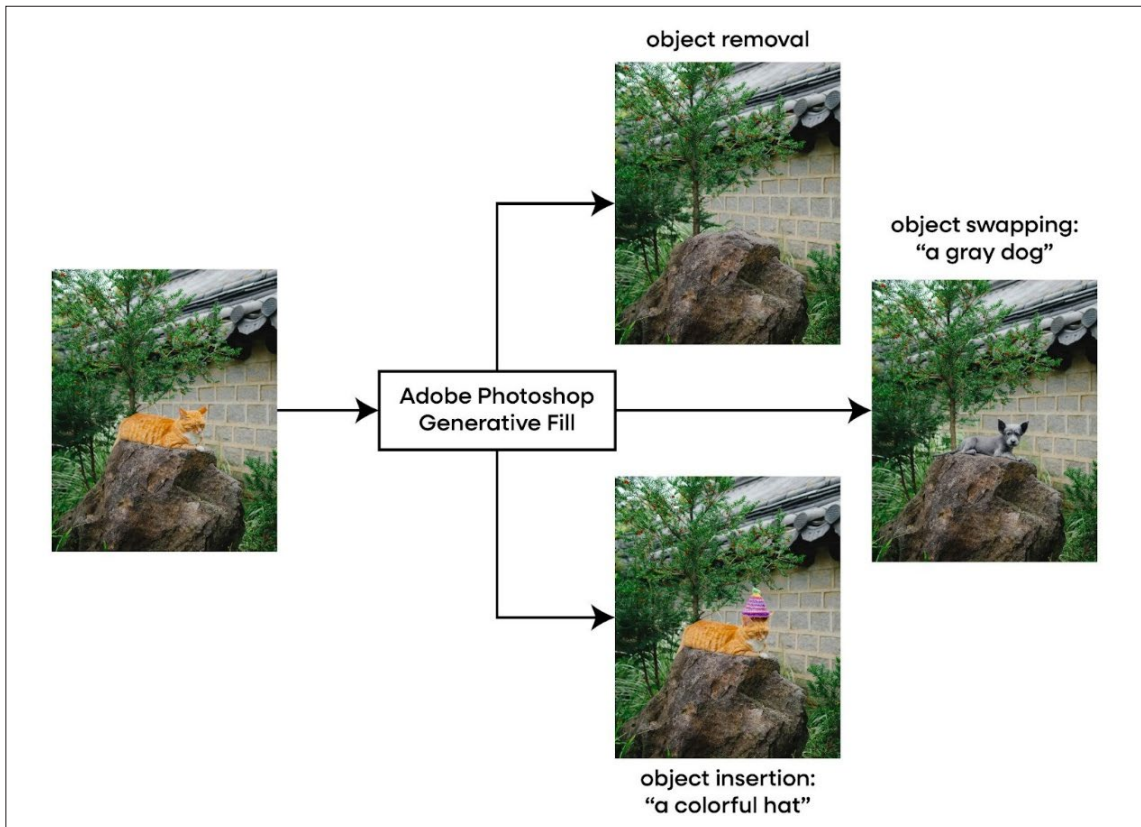 object removal
object swapping:
“a gray dog”
Adobe Photoshop
Generative Fill
object insertion:
“a colorful hat”